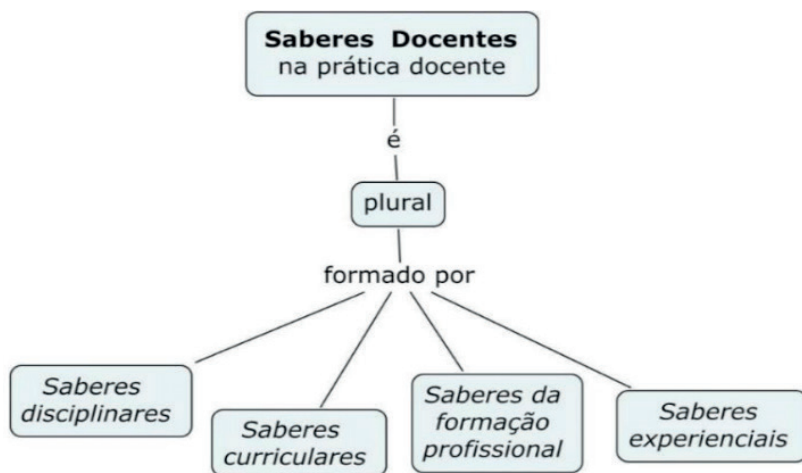 Saberes Docentes
na prática docente
é
plural
formado por
Saberes
disciplinares
Saberes
curriculares
Saberes da
formação
profissional
Saberes
experienciais